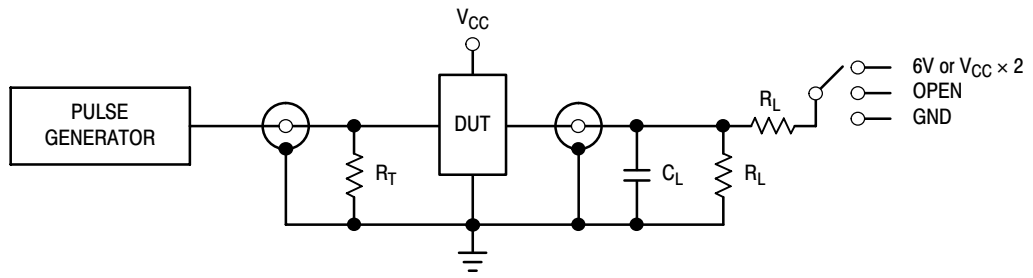 V_CC
PULSE
GENERATOR
R_T
DUT
C_L
R_L
R_L
6V or V_CC × 2
OPEN
GND